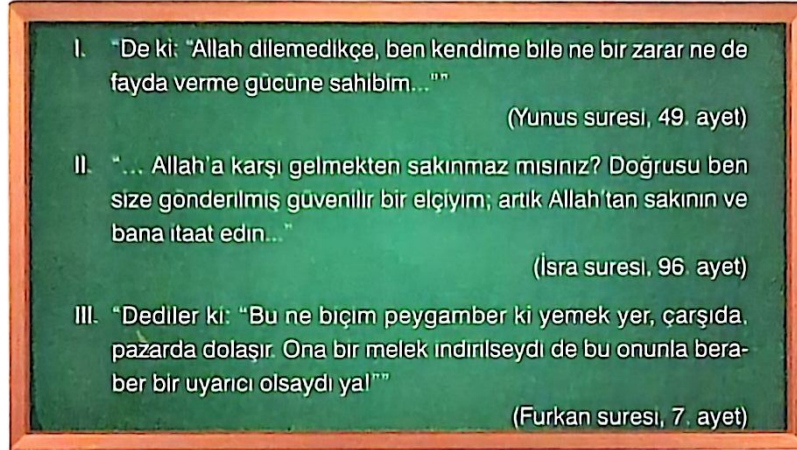 I. "De ki: "Allah dilemedikçe, ben kendime bile ne bir zarar ne de
fayda verme gücüne sahibim...""
(Yunus suresi, 49. ayet)
II. "... Allah'a karşı gelmekten sakınmaz mısınız? Doğrusu ben
size gönderilmiş güvenilir bir elçiyim; artık Allah'tan sakının ve
bana itaat edin..."
(İsra suresi, 96. ayet)
III. "Dediler ki: "Bu ne biçim peygamber ki yemek yer, çarşıda,
pazarda dolaşır. Ona bir melek indirilseydi de bu onunla bera-
ber bir uyarıcı olsaydı ya!""
(Furkan suresi, 7. ayet)